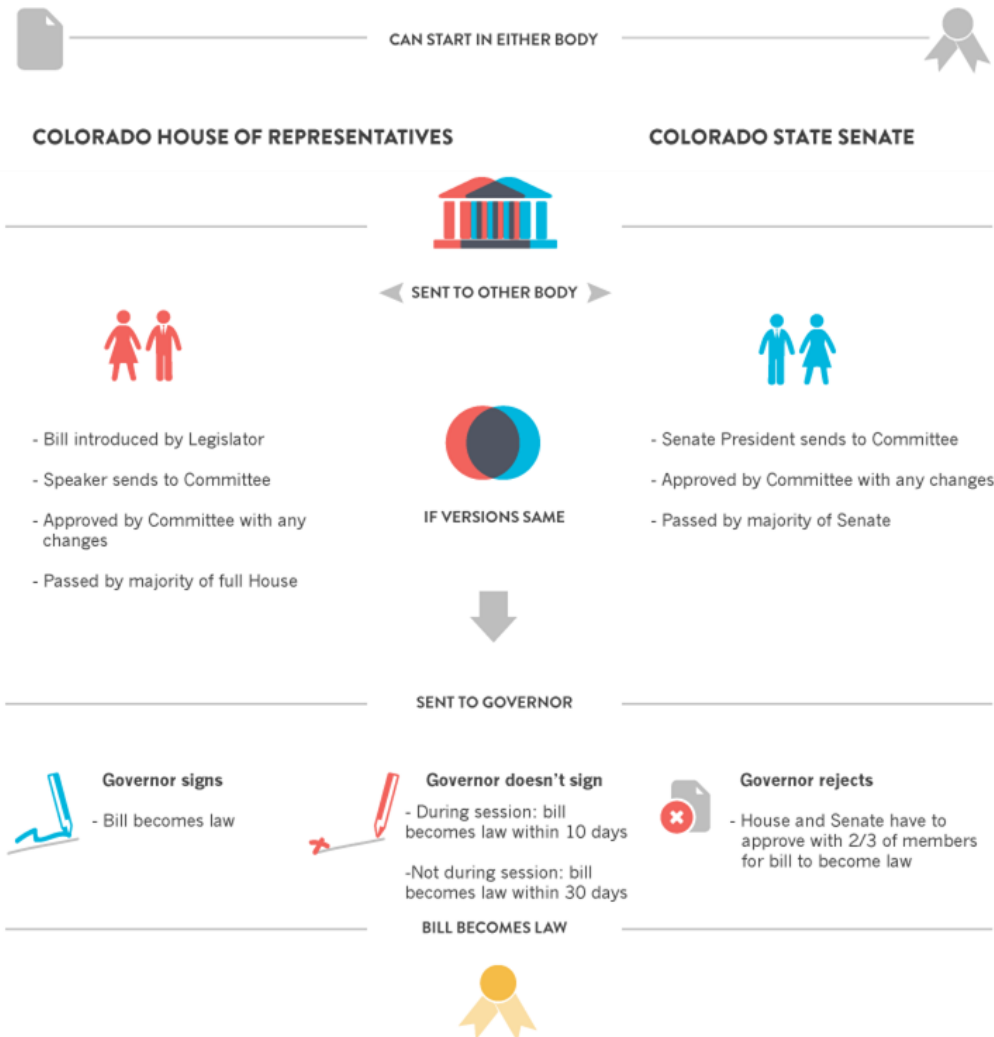 CAN START IN EITHER BODY
COLORADO HOUSE OF REPRESENTATIVES
COLORADO STATE SENATE
SENT TO OTHER BODY
- Bill introduced by Legislator
- Speaker sends to Committee
- Approved by Committee with any
changes
- Passed by majority of full House
IF VERSIONS SAME
- Senate President sends to Committee
- Approved by Committee with any changes
- Passed by majority of Senate
SENT TO GOVERNOR
Governor signs
- Bill becomes law
Governor doesn't sign
- During session: bill
becomes law within 10 days
-Not during session: bill
becomes law within 30 days
Governor rejects
- House and Senate have to
approve with 2/3 of members
for bill to become law
BILL BECOMES LAW